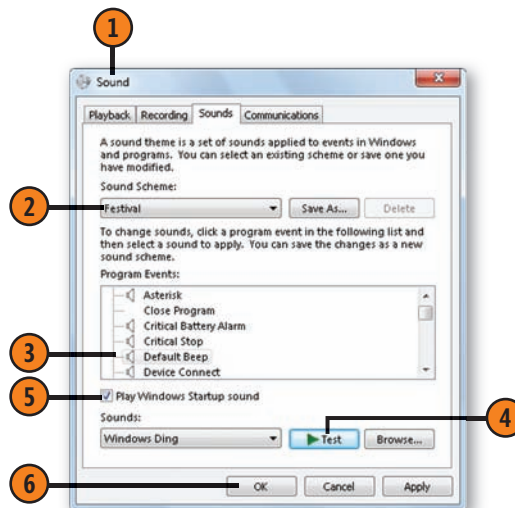 1
Sound
Playback Recording Sounds Communications
A sound theme is a set of sounds applied to events in Windows
and programs. You can select an existing scheme or save one you
have modified.
Sound Scheme:
2
Festival Save As... Delete
To change sounds, click a program event in the following list and
then select a sound to apply. You can save the changes as a new
sound scheme.
Program Events:
Asterisk
Close Program
Critical Battery Alarm
Critical Stop
3
Default Beep
Device Connect
5
Play Windows Startup sound
4
Sounds:
Windows Ding Test Browse...
6
OK Cancel Apply